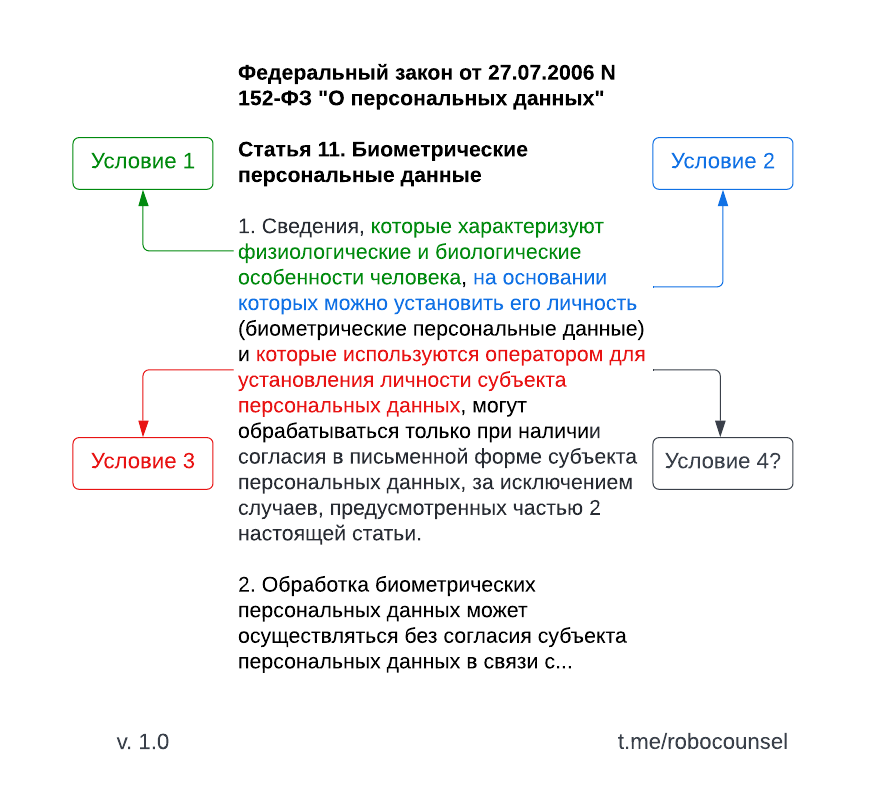 Федеральный закон от 27.07.2006 N
152-ФЗ "О персональных данных"
Условие 1
Статья 11. Биометрические
персональные данные
Условие 2
1. Сведения, которые характеризуют
физиологические и биологические
особенности человека, на основании
которых можно установить его личность
(биометрические персональные данные)
и которые используются оператором для
установления личности субъекта
персональных данных, могут
обрабатываться только при наличии
согласия в письменной форме субъекта
персональных данных, за исключением
случаев, предусмотренных частью 2
настоящей статьи.
Условие 3
Условие 4?
2. Обработка биометрических
персональных данных может
осуществляться без согласия субъекта
персональных данных в связи с...
v. 1.0
t.me/robocounsel